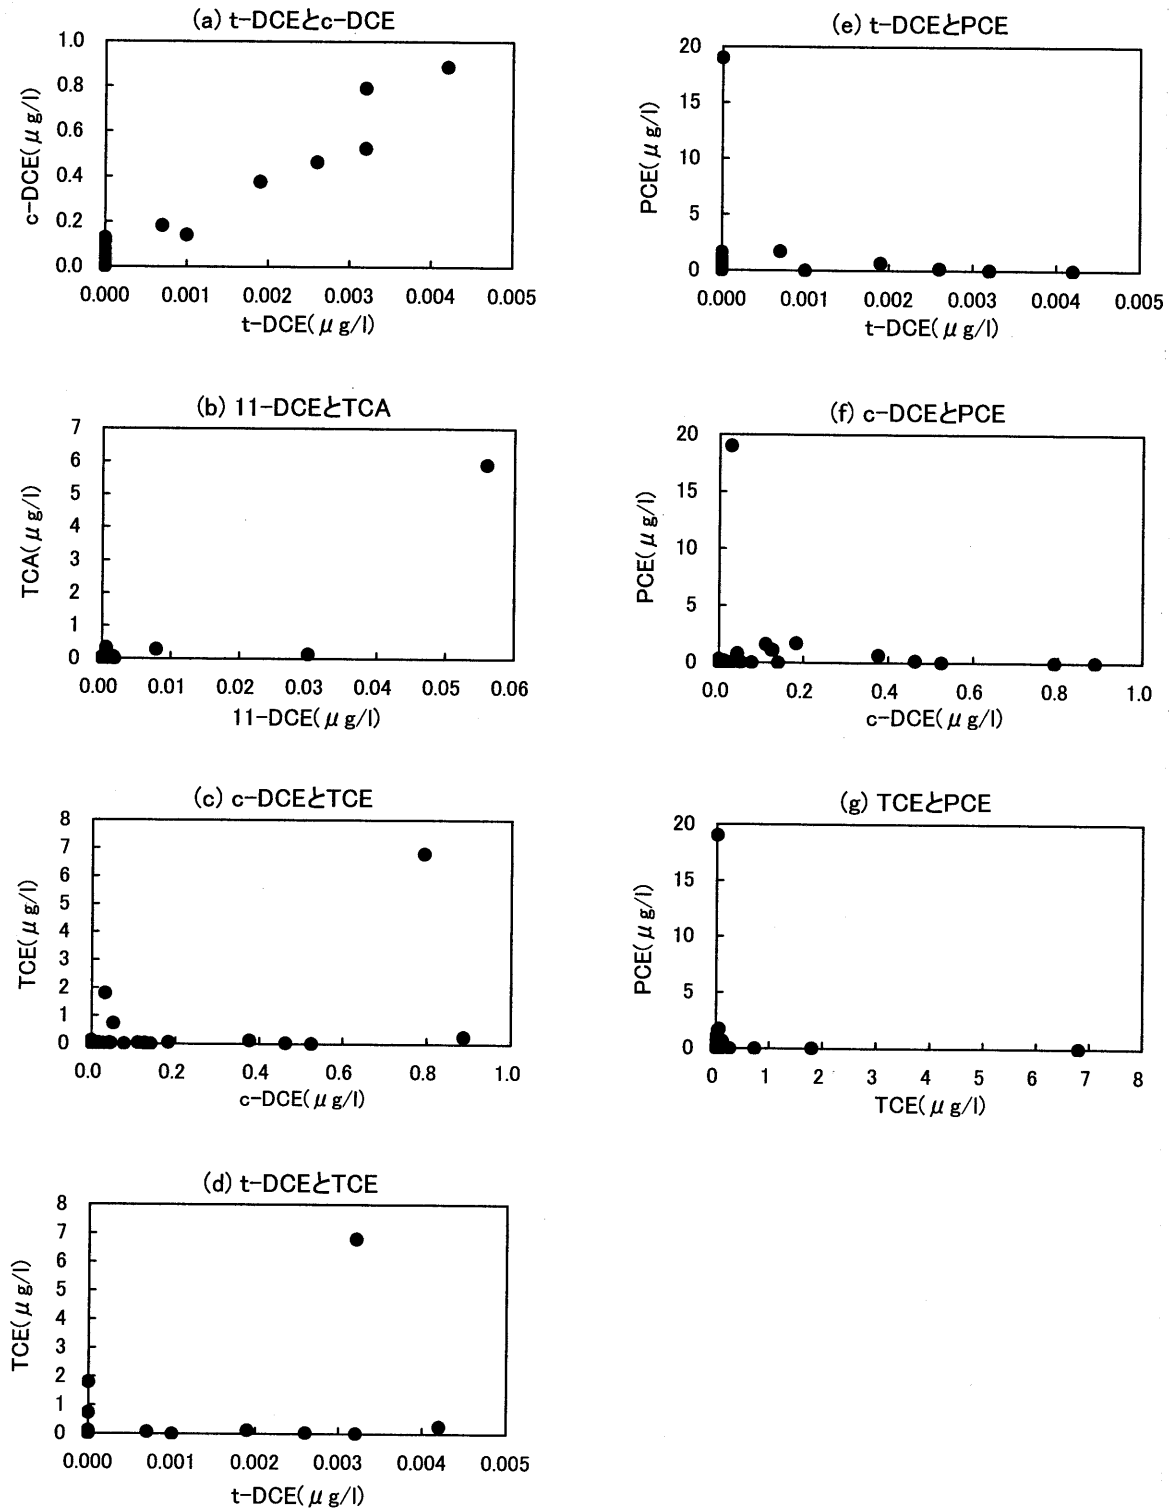 (a) t-DCEとc-DCE
1.0
0.8
0.6
0.4
0.2
0.0
c-DCE(μg/l)
0.000 0.001 0.002 0.003 0.004 0.005
t-DCE(μg/l)
(b) 11-DCEとTCA
7
6
5
4
3
2
1
0
TCA(μg/l)
0.00 0.01 0.02 0.03 0.04 0.05 0.06
11-DCE(μg/l)
(c) c-DCEとTCE
8
7
6
5
4
3
2
1
0
TCE(μg/l)
0.0 0.2 0.4 0.6 0.8 1.0
c-DCE(μg/l)
(d) t-DCEとTCE
8
7
6
5
4
3
2
1
0
TCE(μg/l)
0.000 0.001 0.002 0.003 0.004 0.005
t-DCE(μg/l)
(e) t-DCEとPCE
20
15
10
5
0
PCE(μg/l)
0.000 0.001 0.002 0.003 0.004 0.005
t-DCE(μg/l)
(f) c-DCEとPCE
20
15
10
5
0
PCE(μg/l)
0.0 0.2 0.4 0.6 0.8 1.0
c-DCE(μg/l)
(g) TCEとPCE
20
15
10
5
0
PCE(μg/l)
0 1 2 3 4 5 6 7 8
TCE(μg/l)